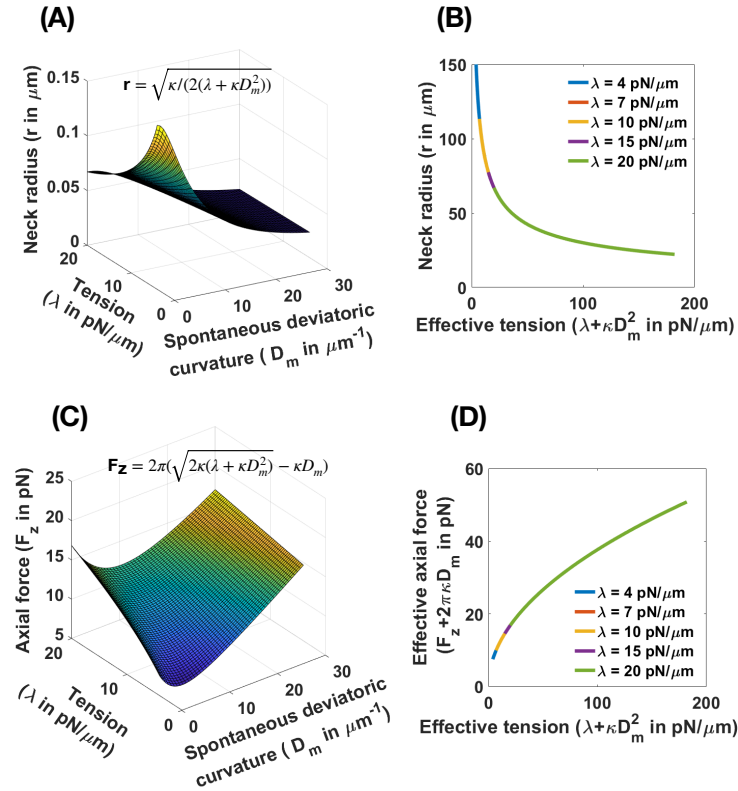 (A)
r = √κ/(2(λ + κD_m^2))
Neck radius (r in μm)
0.15
0.1
0.05
0
20
10
0
0
10
20
30
Tension
(λ in pN/μm)
Spontaneous deviatoric
curvature ( D_m in μm^-1)
(B)
Neck radius (r in μm)
150
100
50
0
0
100
200
λ = 4 pN/μm
λ = 7 pN/μm
λ = 10 pN/μm
λ = 15 pN/μm
λ = 20 pN/μm
Effective tension (λ+κD_m^2 in pN/μm)
(C)
Fz = 2π(√2κ(λ + κD_m^2) − κD_m)
Axial force (F_z in pN)
25
20
15
10
5
20
10
0
0
10
20
30
Tension
(λ in pN/μm)
Spontaneous deviatoric
curvature ( D_m in μm^-1)
(D)
Effective axial force
(F_z+2πκD_m in pN)
60
40
20
0
0
100
200
λ = 4 pN/μm
λ = 7 pN/μm
λ = 10 pN/μm
λ = 15 pN/μm
λ = 20 pN/μm
Effective tension (λ+κD_m^2 in pN/μm)